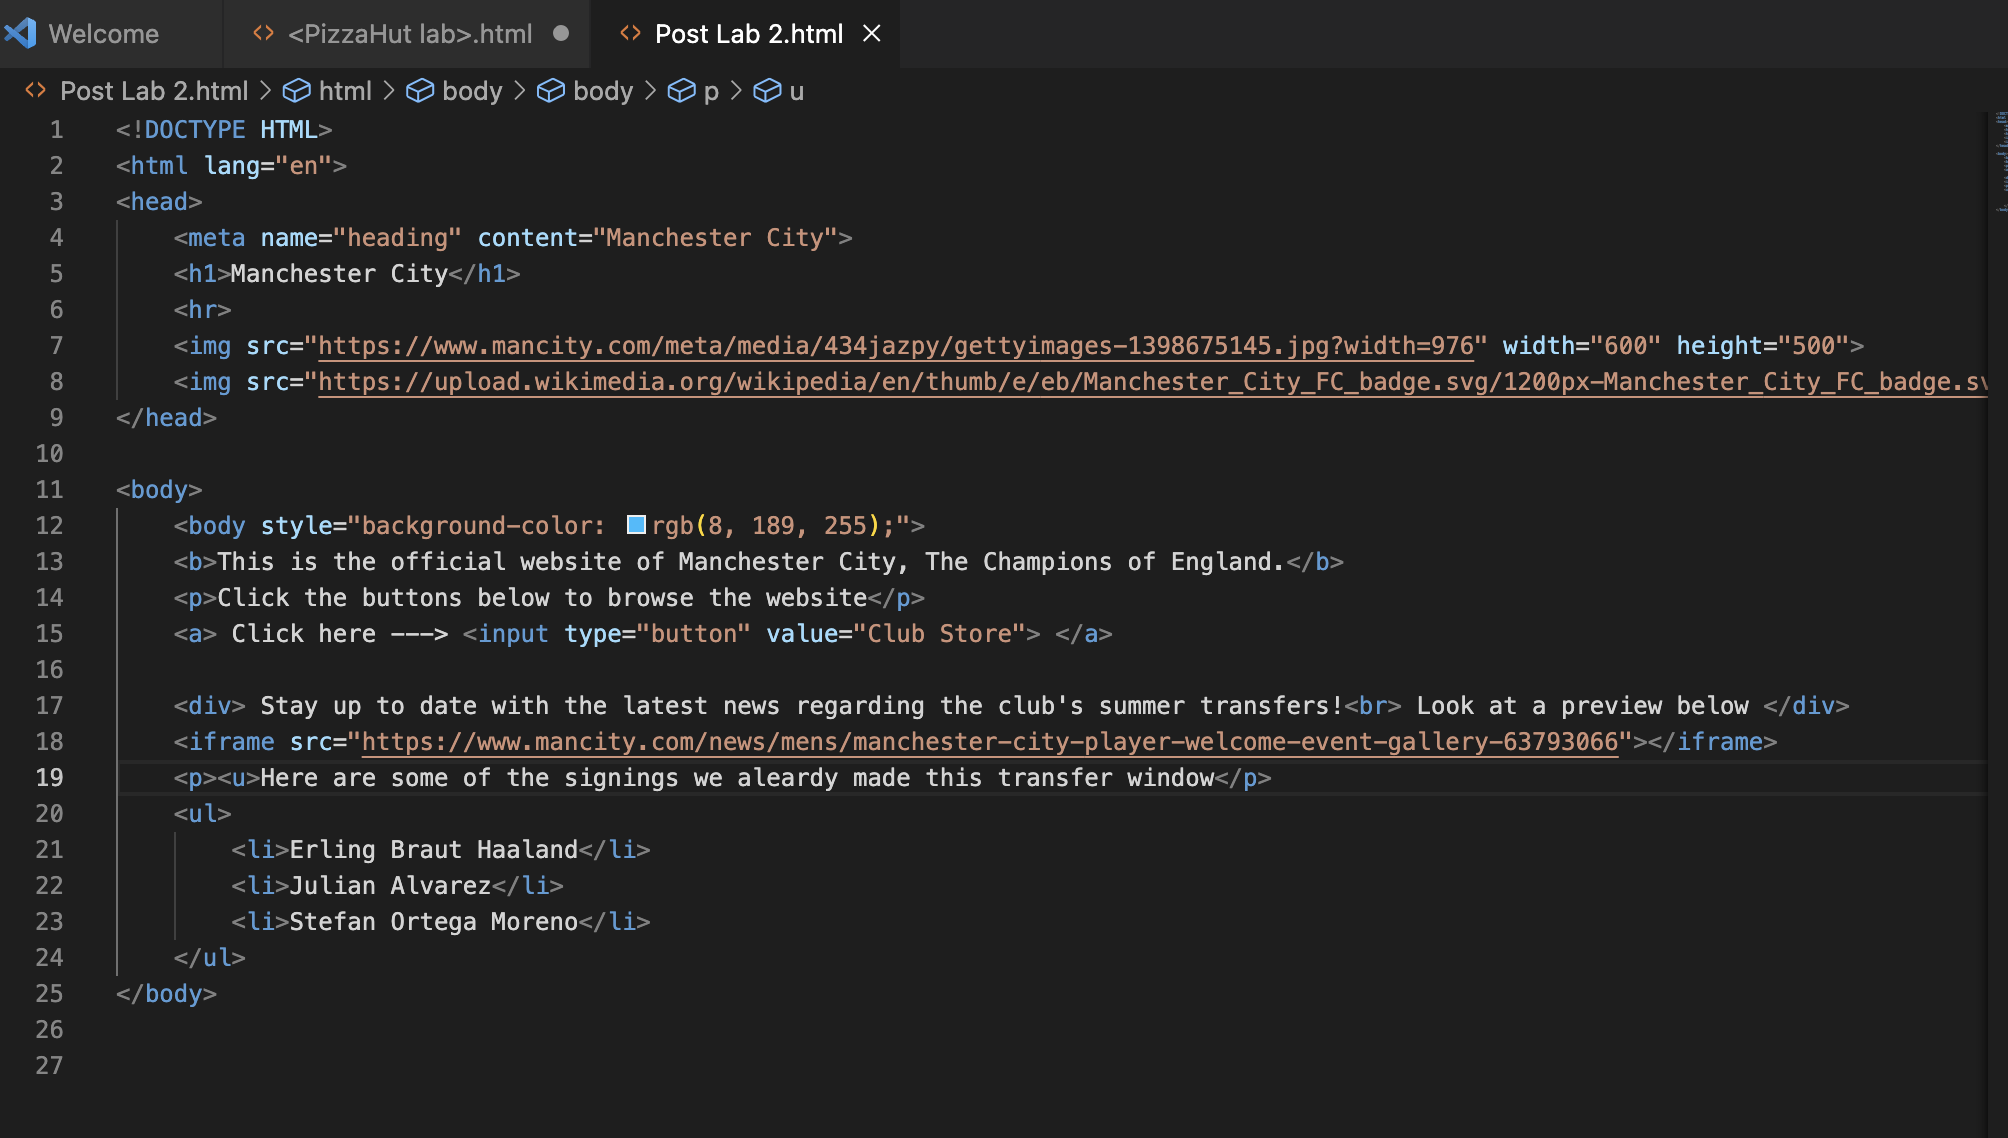 Welcome <PizzaHut lab>.html Post Lab 2.html
Post Lab 2.html > html > body > body > p > u
1 <!DOCTYPE HTML>
2 <html lang="en">
3 <head>
4 <meta name="heading" content="Manchester City">
5 <h1>Manchester City</h1>
6 <hr>
7 <img src="https://www.mancity.com/meta/media/434jazpy/gettyimages-1398675145.jpg?width=976" width="600" height="500">
8 <img src="https://upload.wikimedia.org/wikipedia/en/thumb/e/eb/Manchester_City_FC_badge.svg/1200px-Manchester_City_FC_badge.sv
9 </head>
10
11 <body>
12 <body style="background-color: rgb(8, 189, 255);">
13 <b>This is the official website of Manchester City, The Champions of England.</b>
14 <p>Click the buttons below to browse the website</p>
15 <a> Click here ---> <input type="button" value="Club Store"> </a>
16
17 <div> Stay up to date with the latest news regarding the club's summer transfers!<br> Look at a preview below </div>
18 <iframe src="https://www.mancity.com/news/mens/manchester-city-player-welcome-event-gallery-63793066"></iframe>
19 <p><u>Here are some of the signings we aleardy made this transfer window</p>
20 <ul>
21 <li>Erling Braut Haaland</li>
22 <li>Julian Alvarez</li>
23 <li>Stefan Ortega Moreno</li>
24 </ul>
25 </body>
26
27